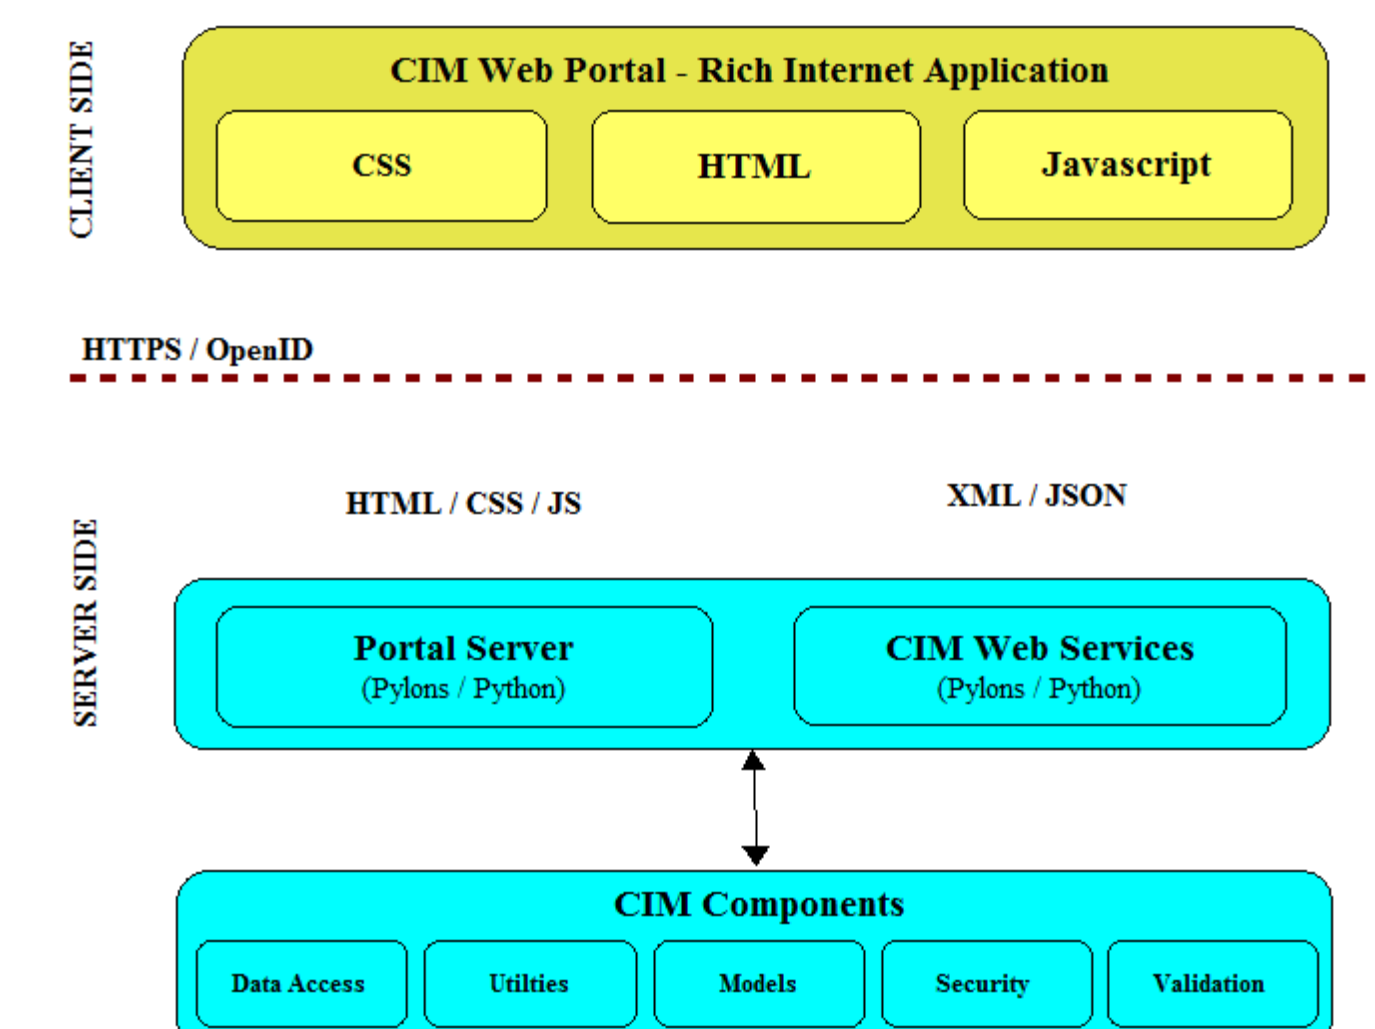 CLIENT SIDE
CIM Web Portal - Rich Internet Application
CSS
HTML
Javascript
HTTPS / OpenID
SERVER SIDE
HTML / CSS / JS
XML / JSON
Portal Server
(Pylons / Python)
CIM Web Services
(Pylons / Python)
CIM Components
Data Access
Utilties
Models
Security
Validation